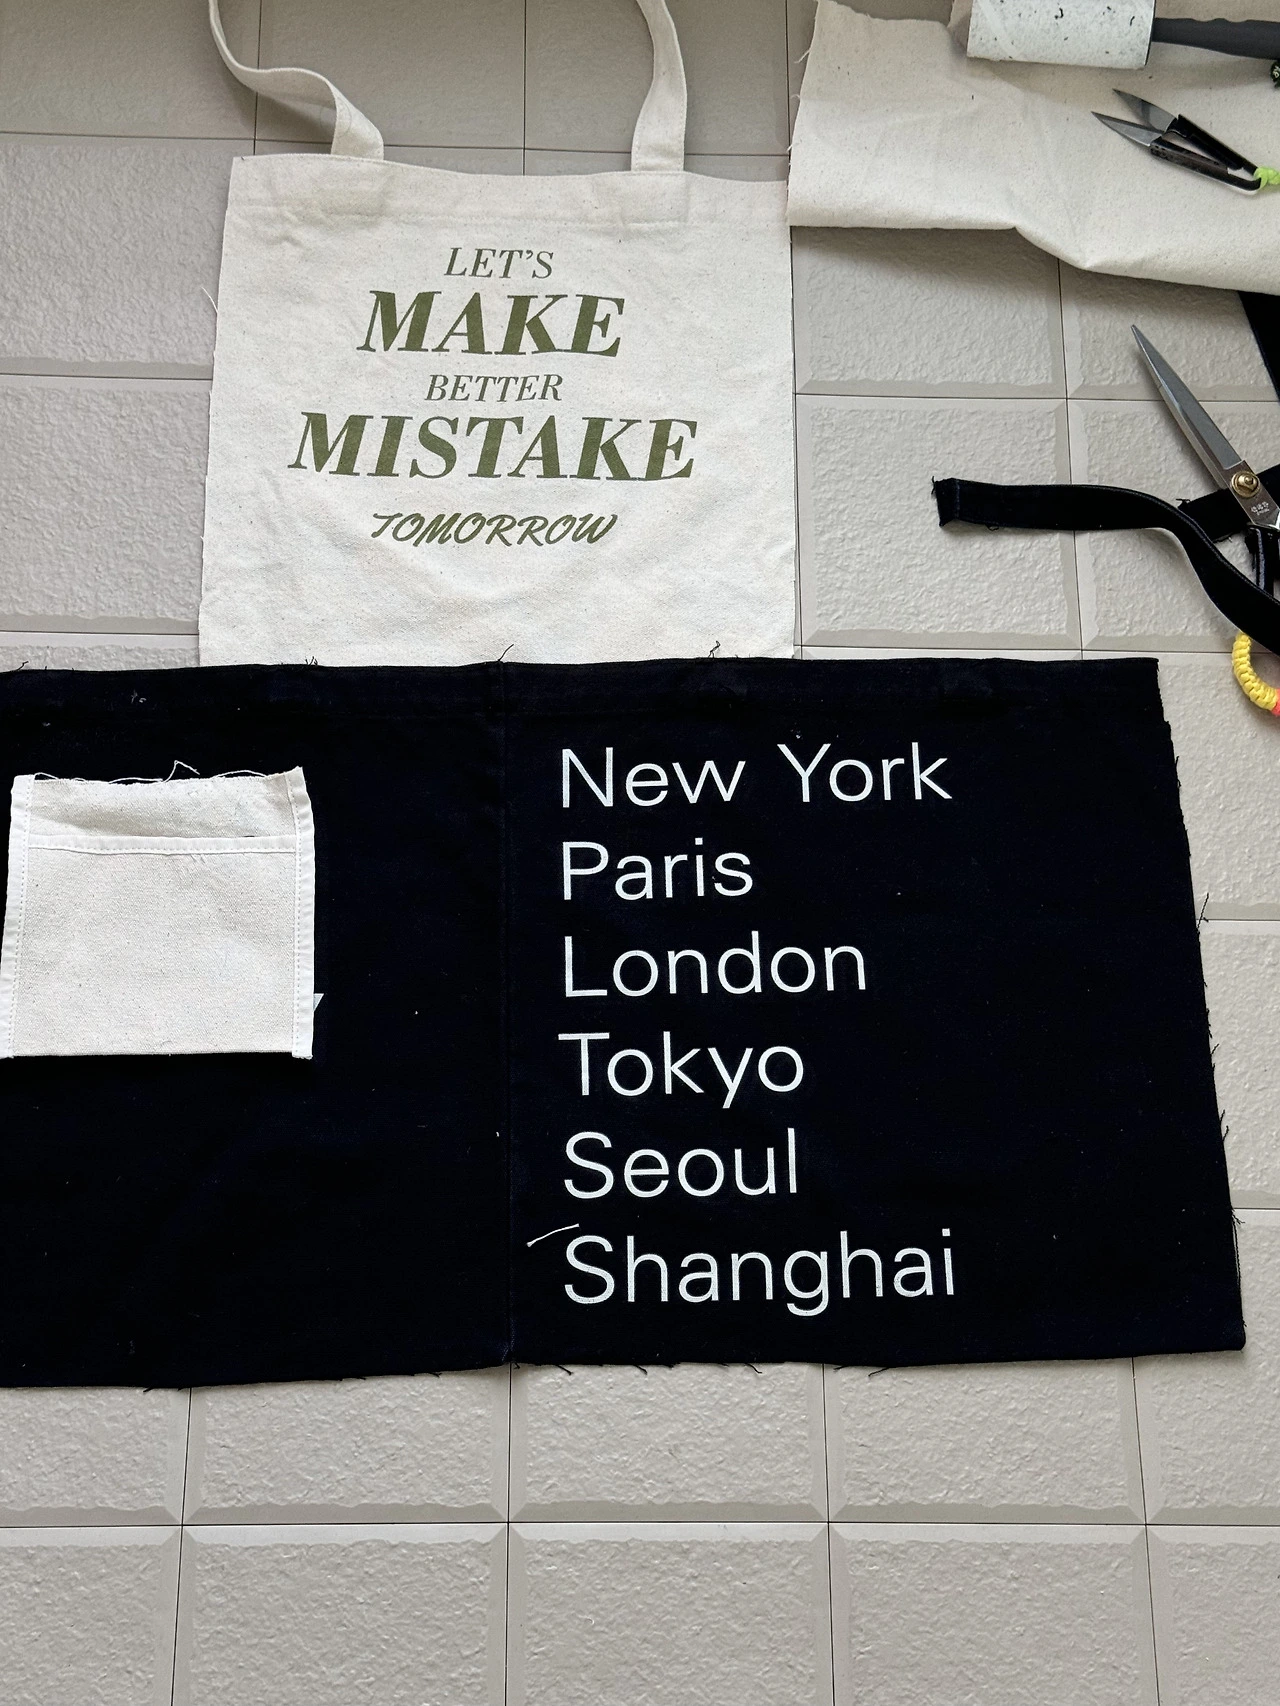 LET'S
MAKE
BETTER
MISTAKE
TOMORROW
New York
Paris
London
Tokyo
Seoul
Shanghai